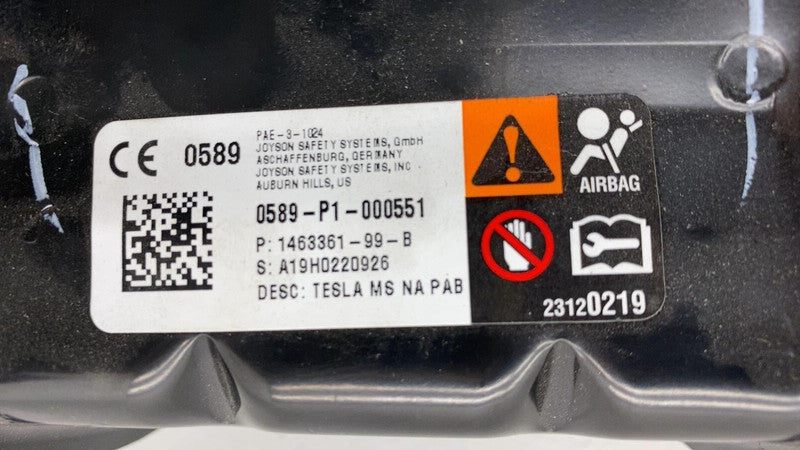 CE 0589
PAE-3-1024
JOYSON SAFETY SYSTEMS, GmbH
ASCHAFFENBURG, GERMANY
JOYSON SAFETY SYSTEMS, INC
AUBURN HILLS, US
0589-P1-000551
P: 1463361-99-B
S: A19H0220926
DESC: TESLA MS NA PAB
AIRBAG
23120219